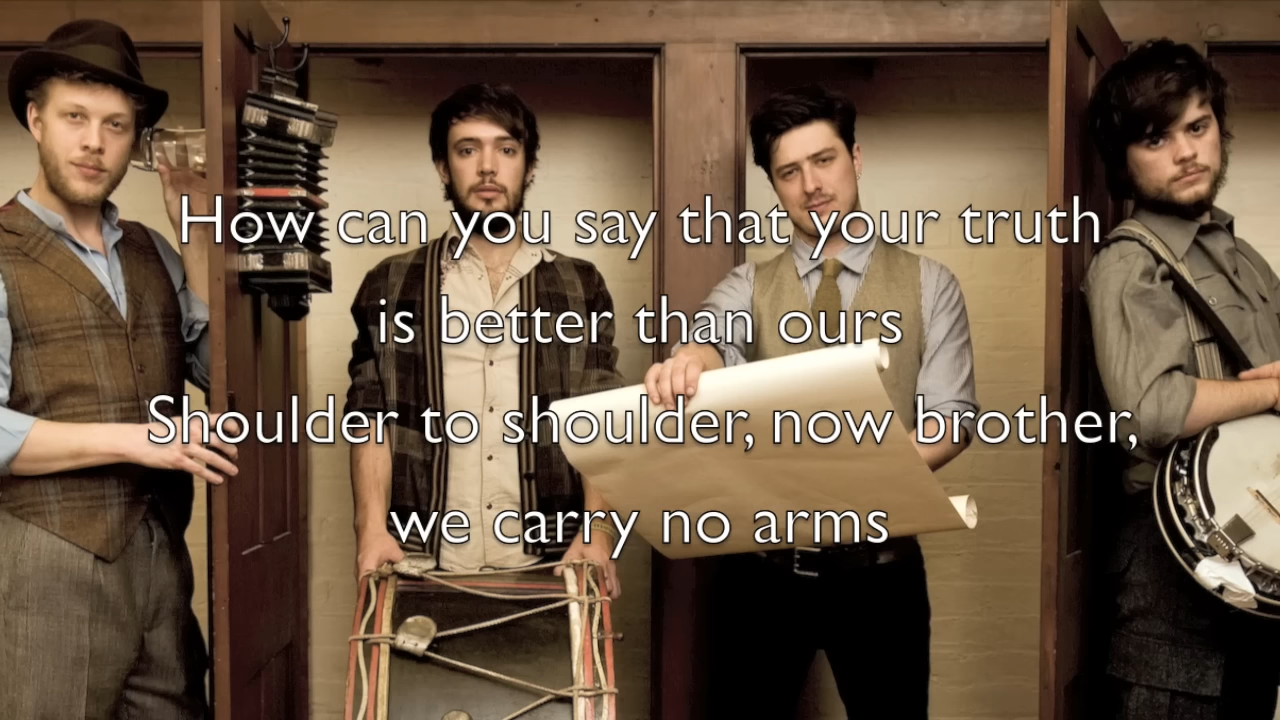 How can you say that your truth
is better than ours
Shoulder to shoulder, now brother,
we carry no arms